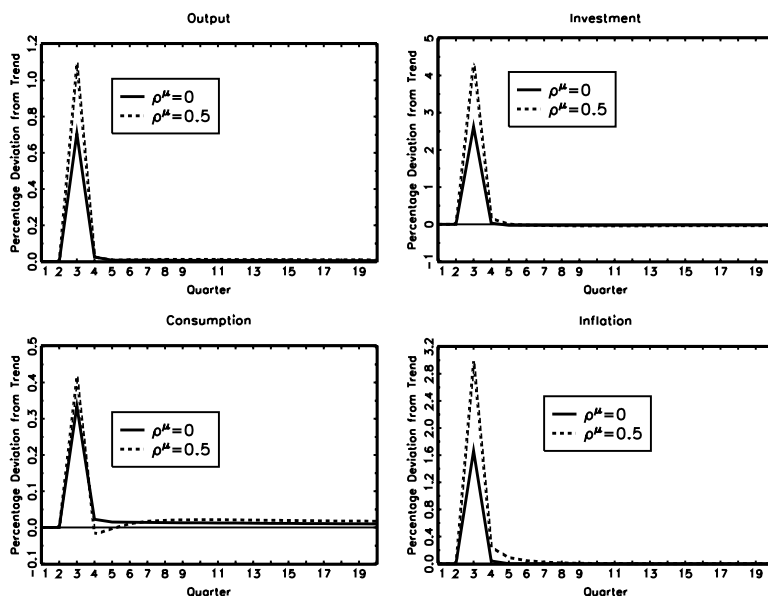 Output
Percentage Deviation from Trend
1.2
1.0
0.8
0.6
0.4
0.2
0.0
ρ^μ=0
ρ^μ=0.5
1 2 3 4 5 6 7 8 9 11 13 15 17 19
Quarter
Investment
Percentage Deviation from Trend
5
4
3
2
1
0
-1
ρ^μ=0
ρ^μ=0.5
1 2 3 4 5 6 7 8 9 11 13 15 17 19
Quarter
Consumption
Percentage Deviation from Trend
0.5
0.4
0.3
0.2
0.1
0.0
-0.1
ρ^μ=0
ρ^μ=0.5
1 2 3 4 5 6 7 8 9 11 13 15 17 19
Quarter
Inflation
Percentage Deviation from Trend
3.2
2.8
2.4
2.0
1.6
1.2
0.8
0.4
0.0
ρ^μ=0
ρ^μ=0.5
1 2 3 4 5 6 7 8 9 11 13 15 17 19
Quarter